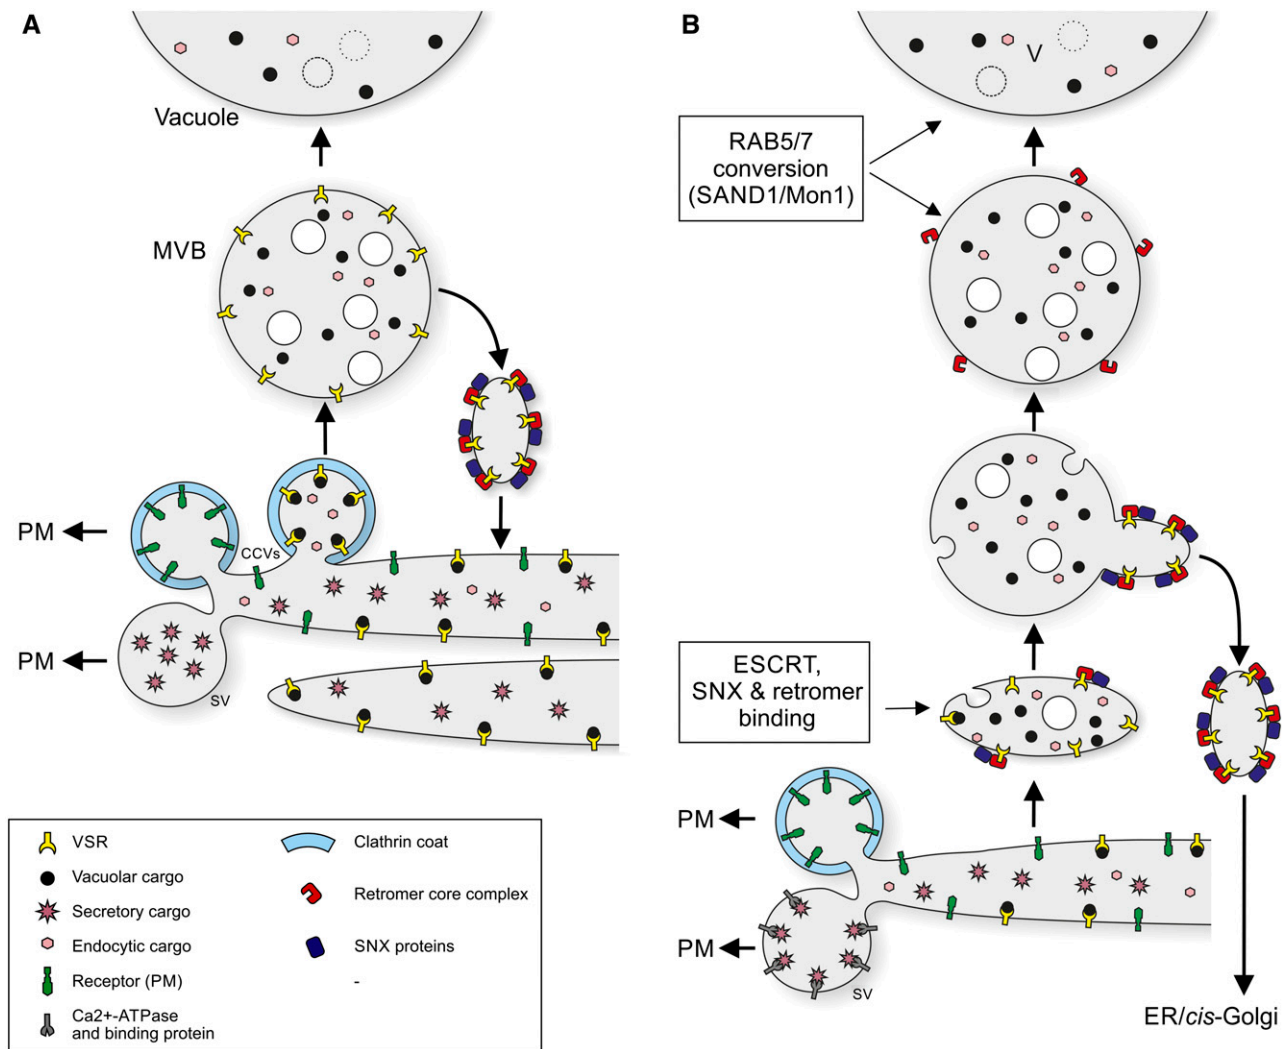 A
Vacuole
MVB
PM
CCVs
PM
SV
VSR
Vacuolar cargo
Secretory cargo
Endocytic cargo
Receptor (PM)
Ca2+-ATPase
and binding protein
Clathrin coat
Retromer core complex
SNX proteins
-
B
V
RAB5/7
conversion
(SAND1/Mon1)
ESCRT,
SNX & retromer
binding
PM
PM
SV
ER/cis-Golgi